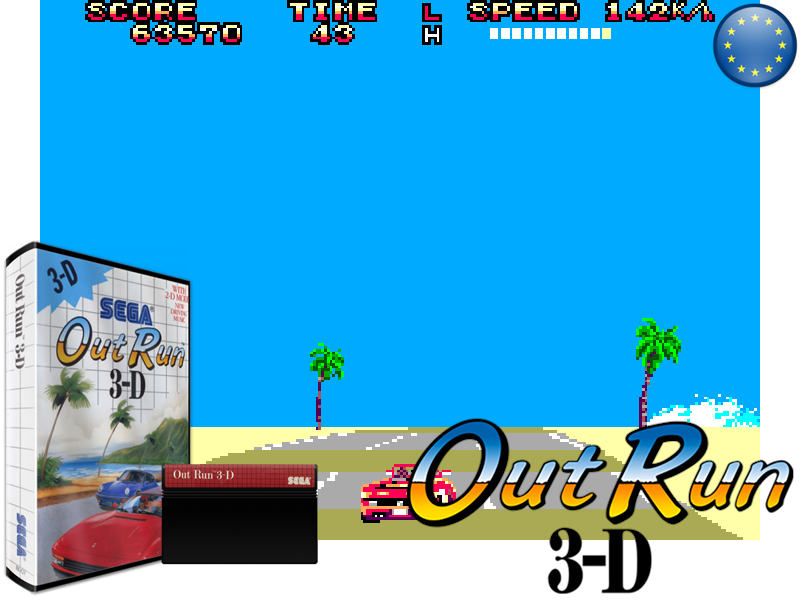 SCORE TIME L SPEED 142KM
63570 43 H
3-D
WITH
2-D MODE
NEW
DRIVING
MUSIC
SEGA
Out Run
3-D
Out Run 3-D
SEGA
Out Run 3-D
SEGA
Out Run
3-D